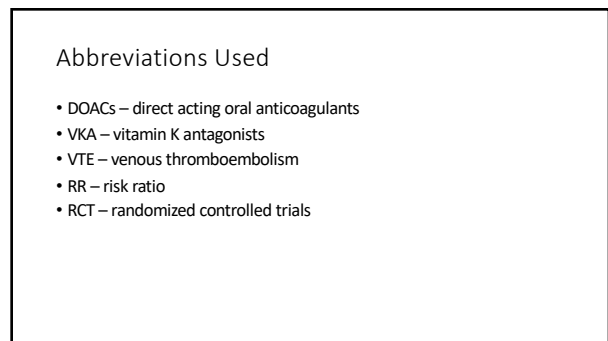 Abbreviations Used
• DOACs – direct acting oral anticoagulants
• VKA – vitamin K antagonists
• VTE – venous thromboembolism
• RR – risk ratio
• RCT – randomized controlled trials